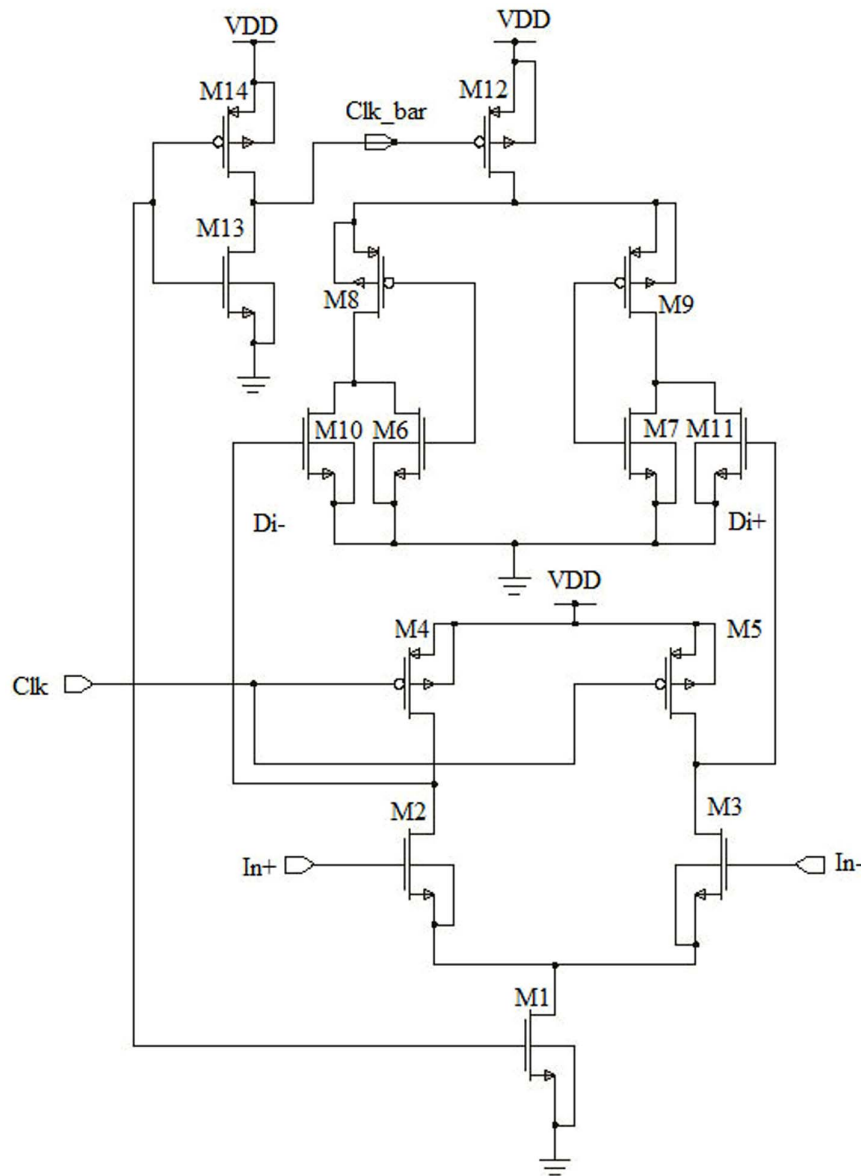 VDD
VDD
M14
M12
Clk_bar
M13
M8
M9
M10
M6
M7
M11
Di-
Di+
VDD
M4
M5
Clk
M2
M3
In+
In-
M1